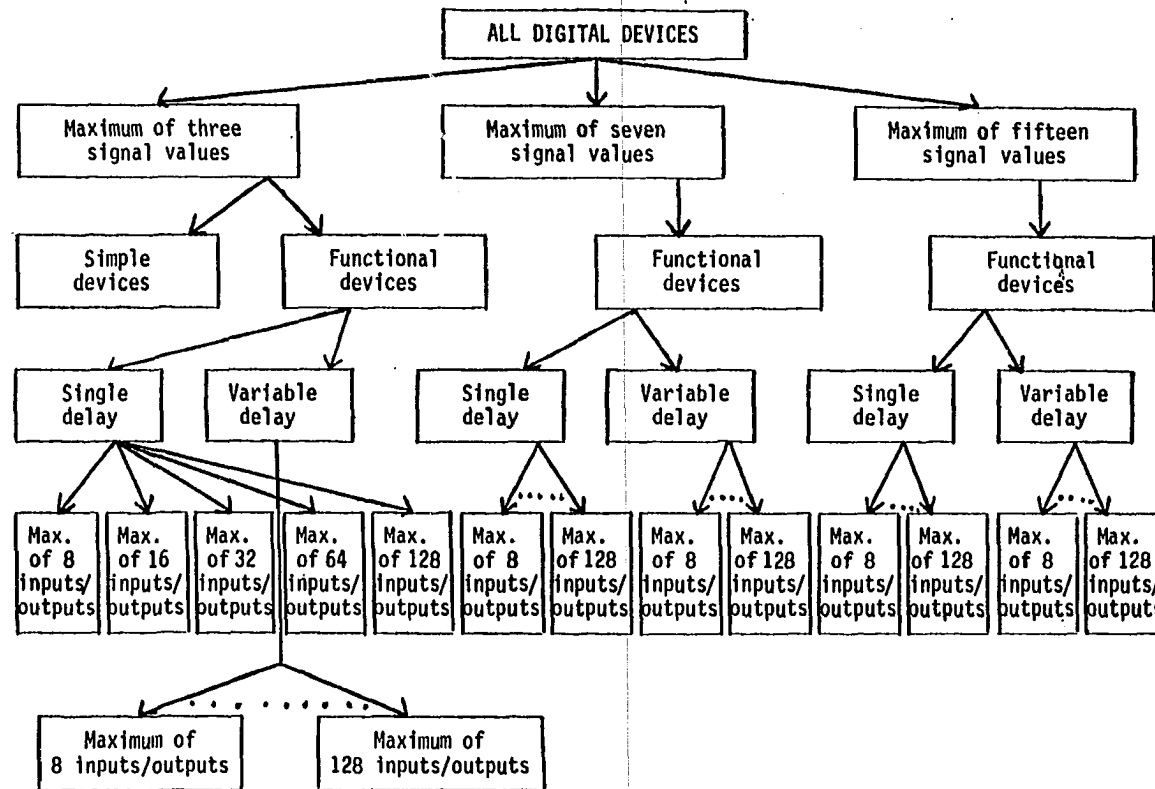 ALL DIGITAL DEVICES
Maximum of three
signal values
Maximum of seven
signal values
Maximum of fifteen
signal values
Simple
devices
Functional
devices
Functional
devices
Functional
devices
Single
delay
Variable
delay
Single
delay
Variable
delay
Single
delay
Variable
delay
Max.
of 8
inputs/
outputs
Max.
of 16
inputs/
outputs
Max.
of 32
inputs/
outputs
Max.
of 64
inputs/
outputs
Max.
of 128
inputs/
outputs
Max.
of 8
inputs/
outputs
Max.
of 128
inputs/
outputs
Max.
of 8
inputs/
outputs
Max.
of 128
inputs/
outputs
Max.
of 8
inputs/
outputs
Max.
of 128
inputs/
outputs
Max.
of 8
inputs/
outputs
Max.
of 128
inputs/
outputs
Maximum of
8 inputs/outputs
Maximum of
128 inputs/outputs